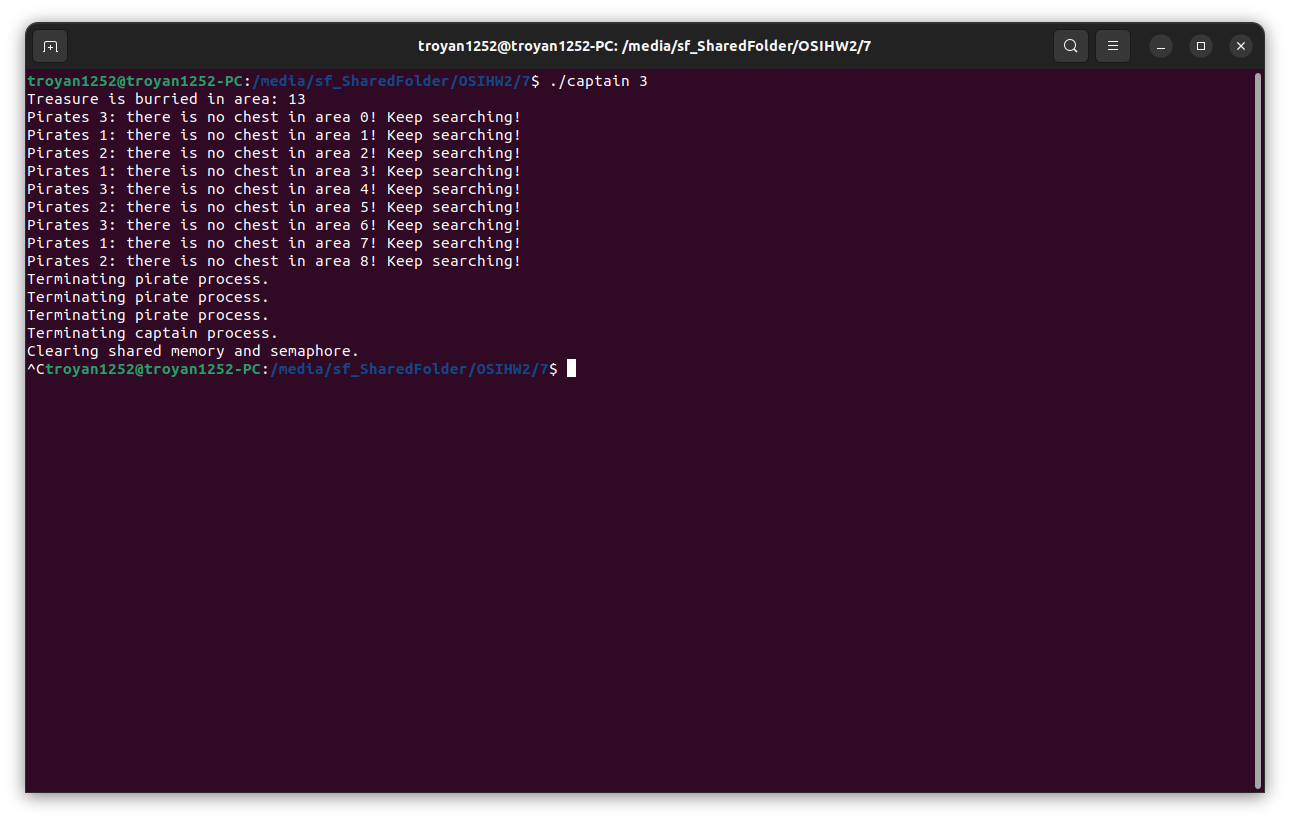 troyan1252@troyan1252-PC: /media/sf_SharedFolder/OSIHW2/7
troyan1252@troyan1252-PC:/media/sf_SharedFolder/OSIHW2/7$ ./captain 3
Treasure is burried in area: 13
Pirates 3: there is no chest in area 0! Keep searching!
Pirates 1: there is no chest in area 1! Keep searching!
Pirates 2: there is no chest in area 2! Keep searching!
Pirates 1: there is no chest in area 3! Keep searching!
Pirates 3: there is no chest in area 4! Keep searching!
Pirates 2: there is no chest in area 5! Keep searching!
Pirates 3: there is no chest in area 6! Keep searching!
Pirates 1: there is no chest in area 7! Keep searching!
Pirates 2: there is no chest in area 8! Keep searching!
Terminating pirate process.
Terminating pirate process.
Terminating pirate process.
Terminating captain process.
Clearing shared memory and semaphore.
^Ctroyan1252@troyan1252-PC:/media/sf_SharedFolder/OSIHW2/7$